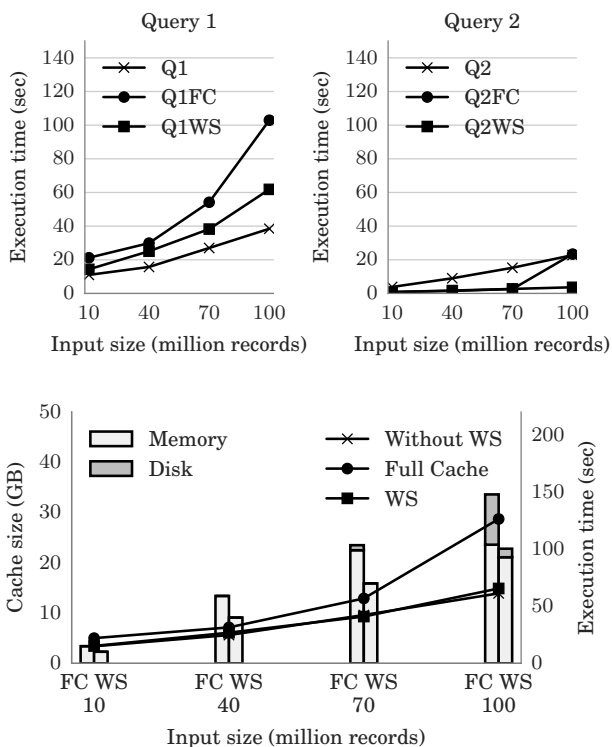 Query 1
140
120
100
80
60
40
20
0
Execution time (sec)
Q1
Q1FC
Q1WS
10 40 70 100
Input size (million records)
Query 2
140
120
100
80
60
40
20
0
Execution time (sec)
Q2
Q2FC
Q2WS
10 40 70 100
Input size (million records)
50
40
30
20
10
0
Cache size (GB)
Memory
Disk
Without WS
Full Cache
WS
200
150
100
50
0
Execution time (sec)
FC WS FC WS FC WS FC WS
10 40 70 100
Input size (million records)